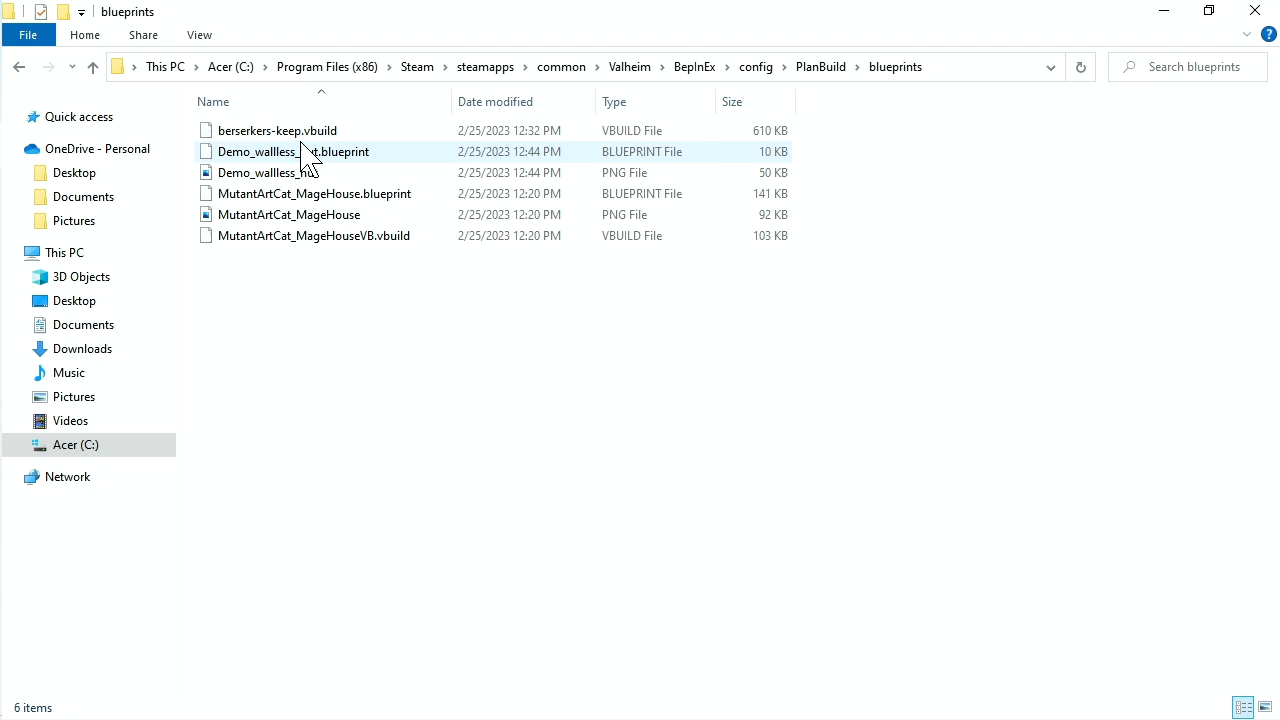 blueprints
File Home Share View
This PC Acer (C:) Program Files (x86) Steam steamapps common Valheim BepInEx config PlanBuild blueprints Search blueprints
Name Date modified Type Size
Quick access
OneDrive - Personal
Desktop
Documents
Pictures
This PC
3D Objects
Desktop
Documents
Downloads
Music
Pictures
Videos
Acer (C:)
Network
berserkers-keep.vbuild 2/25/2023 12:32 PM VBUILD File 610 KB
Demo_wallless_ .blueprint 2/25/2023 12:44 PM BLUEPRINT File 10 KB
Demo_wallless_ 2/25/2023 12:44 PM PNG File 50 KB
MutantArtCat_MageHouse.blueprint 2/25/2023 12:20 PM BLUEPRINT File 141 KB
MutantArtCat_MageHouse 2/25/2023 12:20 PM PNG File 92 KB
MutantArtCat_MageHouseVB.vbuild 2/25/2023 12:20 PM VBUILD File 103 KB
6 items